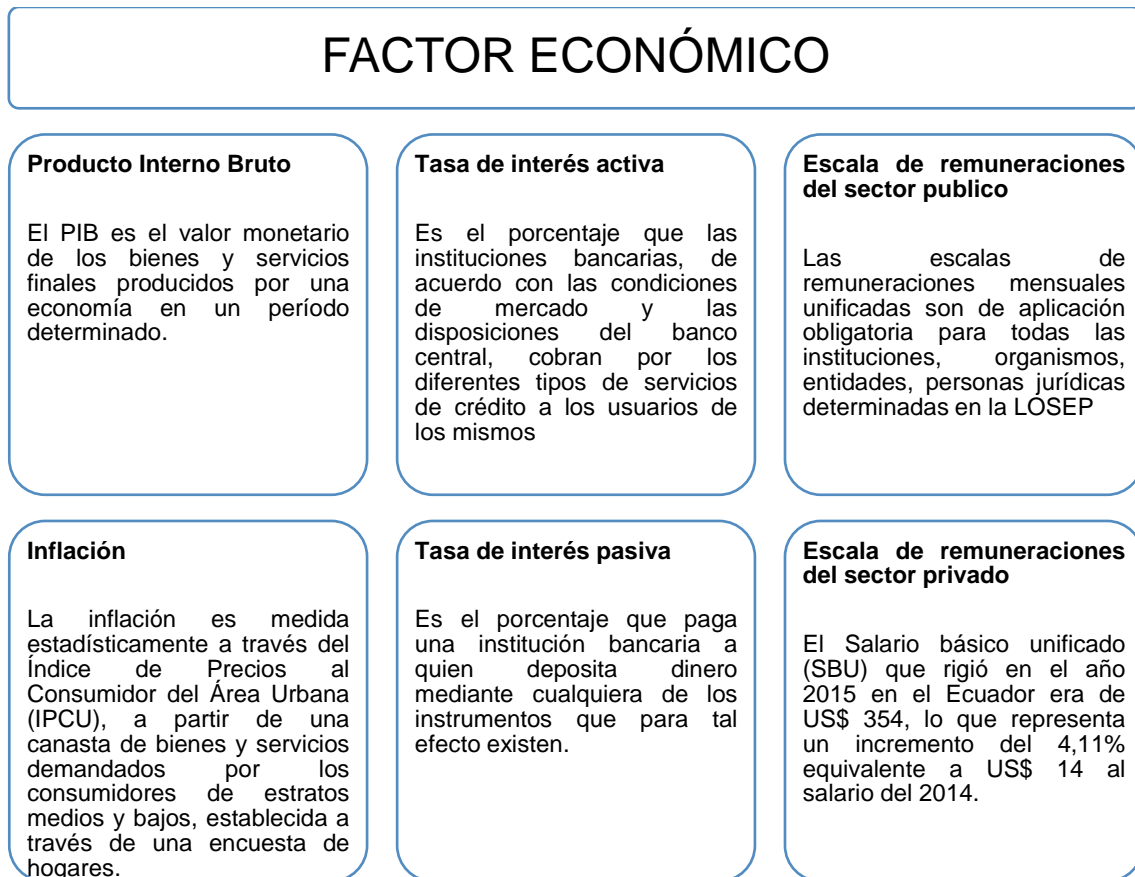 FACTOR ECONÓMICO
Producto Interno Bruto
El PIB es el valor monetario
de los bienes y servicios
finales producidos por una
economía en un período
determinado.
Tasa de interés activa
Es el porcentaje que las
instituciones bancarias, de
acuerdo con las condiciones
de mercado y las
disposiciones del banco
central, cobran por los
diferentes tipos de servicios
de crédito a los usuarios de
los mismos
Escala de remuneraciones
del sector publico
Las escalas de
remuneraciones mensuales
unificadas son de aplicación
obligatoria para todas las
instituciones, organismos,
entidades, personas jurídicas
determinadas en la LOSEP
Inflación
La inflación es medida
estadísticamente a través del
Índice de Precios al
Consumidor del Área Urbana
(IPCU), a partir de una
canasta de bienes y servicios
demandados por los
consumidores de estratos
medios y bajos, establecida a
través de una encuesta de
hogares.
Tasa de interés pasiva
Es el porcentaje que paga
una institución bancaria a
quien deposita dinero
mediante cualquiera de los
instrumentos que para tal
efecto existen.
Escala de remuneraciones
del sector privado
El Salario básico unificado
(SBU) que rigió en el año
2015 en el Ecuador era de
US$ 354, lo que representa
un incremento del 4,11%
equivalente a US$ 14 al
salario del 2014.